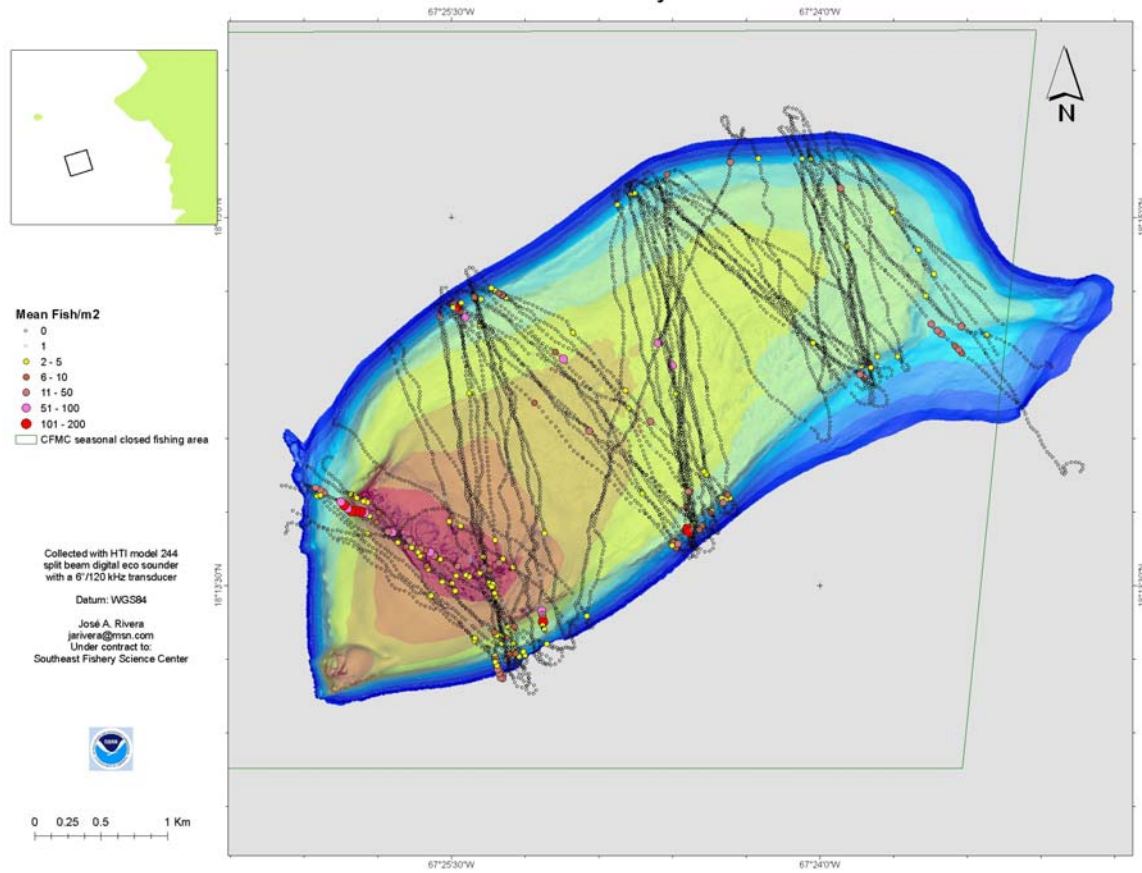 67°25'30"W
67°24'0"W
N
Mean Fish/m2
0
1
2 - 5
6 - 10
11 - 50
51 - 100
101 - 200
CFMC seasonal closed fishing area
Collected with HTI model 244
split beam digital eco sounder
with a 6°/120 kHz transducer
Datum: WGS84
José A. Rivera
jarivera@msn.com
Under contract to:
Southeast Fishery Science Center
0 0.25 0.5 1 Km
18°13'30"N
67°25'30"W
67°24'0"W